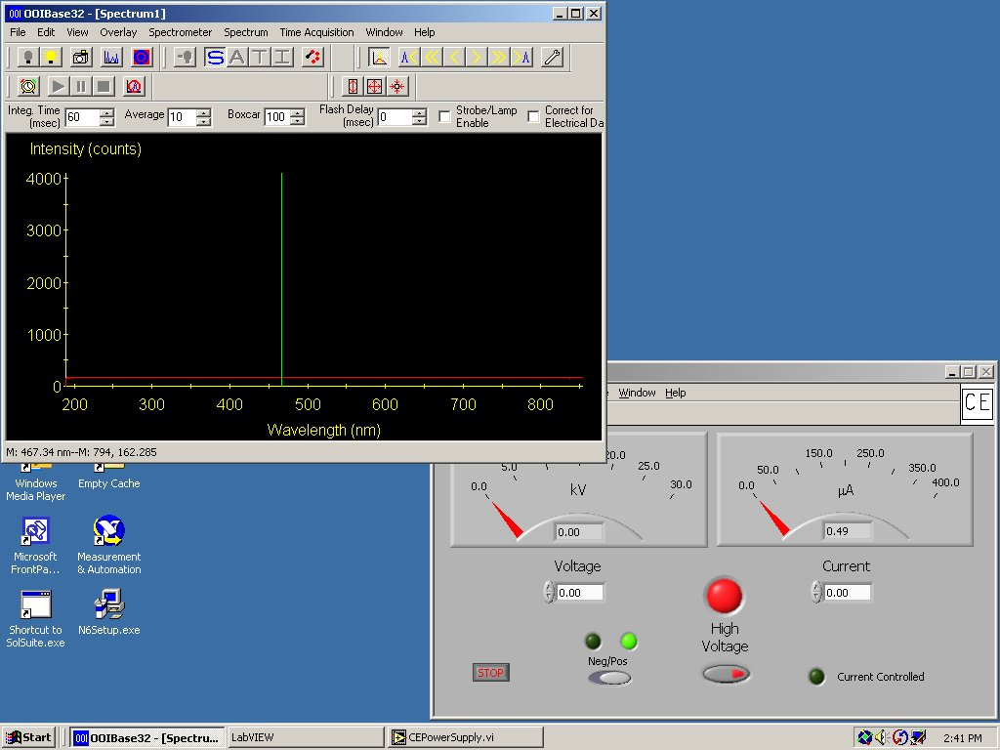 OOIBase32 - [Spectrum1]
File Edit View Overlay Spectrometer Spectrum Time Acquisition Window Help
S A T I
Integ. Time (msec) 60 Average 10 Boxcar 100 Flash Delay (msec) 0 Strobe/Lamp Enable Correct for Electrical Da
Intensity (counts)
4000
3000
2000
1000
0
200 300 400 500 600 700 800
Wavelength (nm)
M: 467.34 nm--M: 794, 162.285
Window Help
CE
5.0 20.0 25.0 30.0
0.0
kV
0.00
0.0 50.0 150.0 250.0 350.0 400.0
µA
0.49
Voltage
0.00
Current
0.00
High
Voltage
Neg/Pos
STOP
Current Controlled
Windows
Media Player
Empty Cache
Microsoft
FrontPa...
Measurement
& Automation
Shortcut to
SolSuite.exe
N6Setup.exe
Start
OOIBase32 - [Spectru...
LabVIEW
CEPowerSupply.vi
2:41 PM